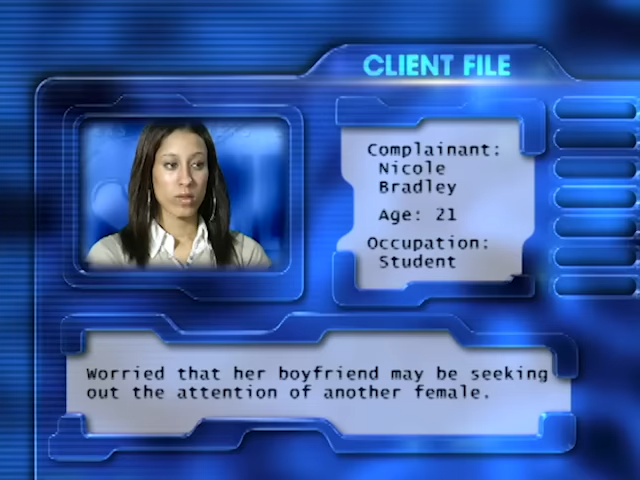 CLIENT FILE
Complainant:
Nicole
Bradley
Age: 21
Occupation:
Student
Worried that her boyfriend may be seeking
out the attention of another female.